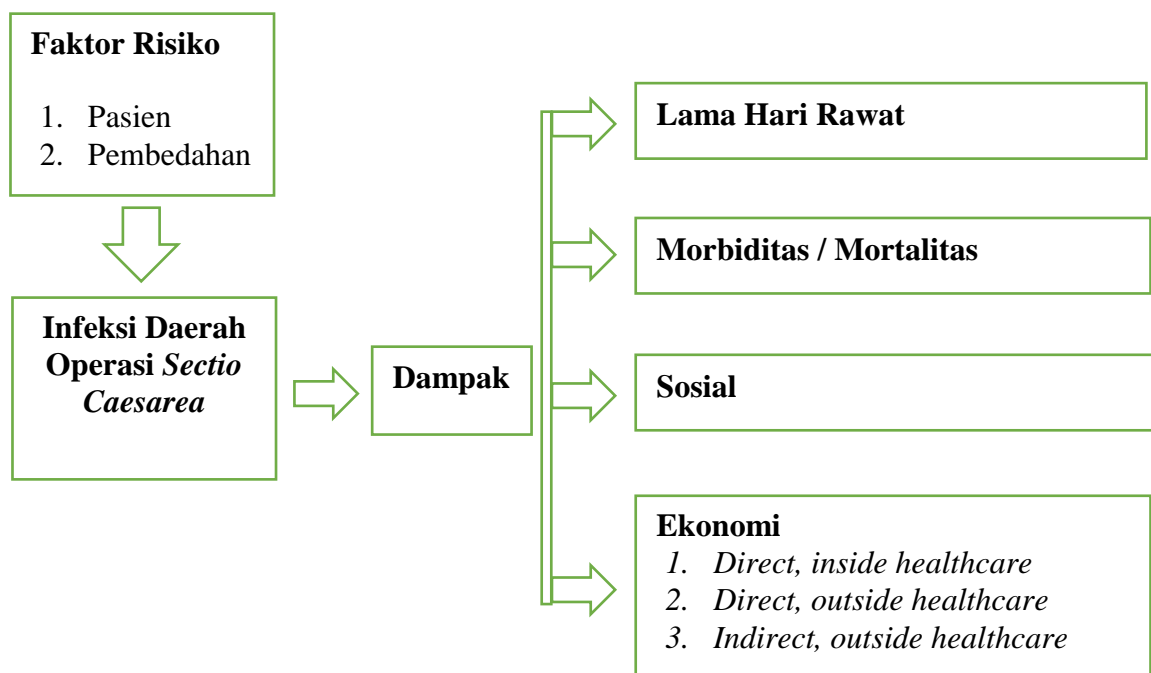 Faktor Risiko
1. Pasien
2. Pembedahan
Infeksi Daerah
Operasi Sectio
Caesarea
Dampak
Lama Hari Rawat
Morbiditas / Mortalitas
Sosial
Ekonomi
1. Direct, inside healthcare
2. Direct, outside healthcare
3. Indirect, outside healthcare